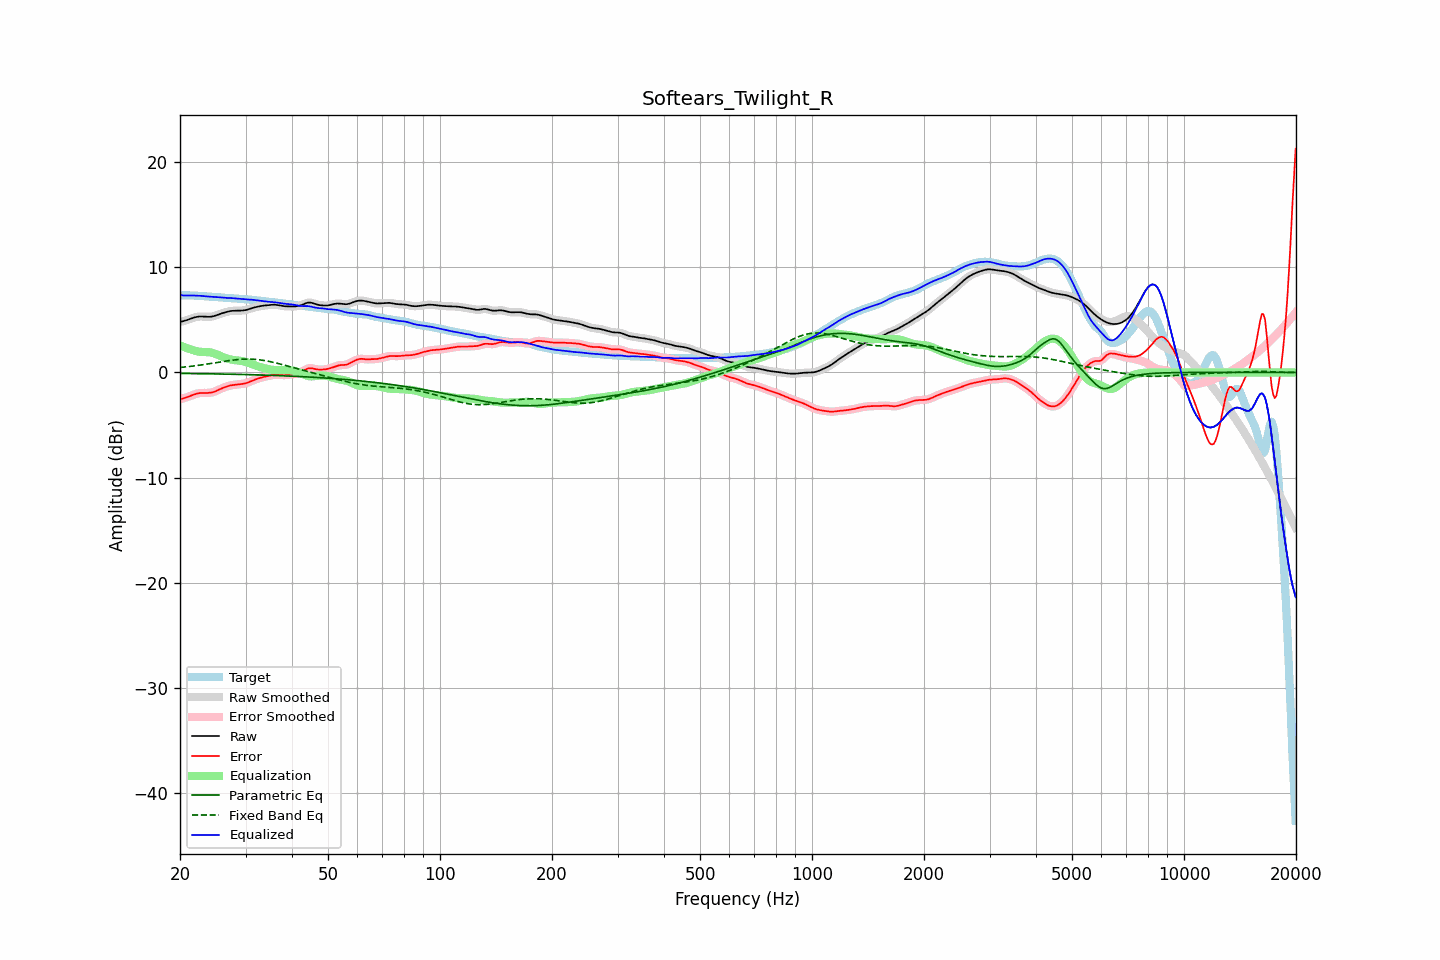 Softears_Twilight_R
20
10
0
−10
−20
−30
−40
Amplitude (dBr)
Target
Raw Smoothed
Error Smoothed
Raw
Error
Equalization
Parametric Eq
Fixed Band Eq
Equalized
20
50
100
200
500
1000
2000
5000
10000
20000
Frequency (Hz)